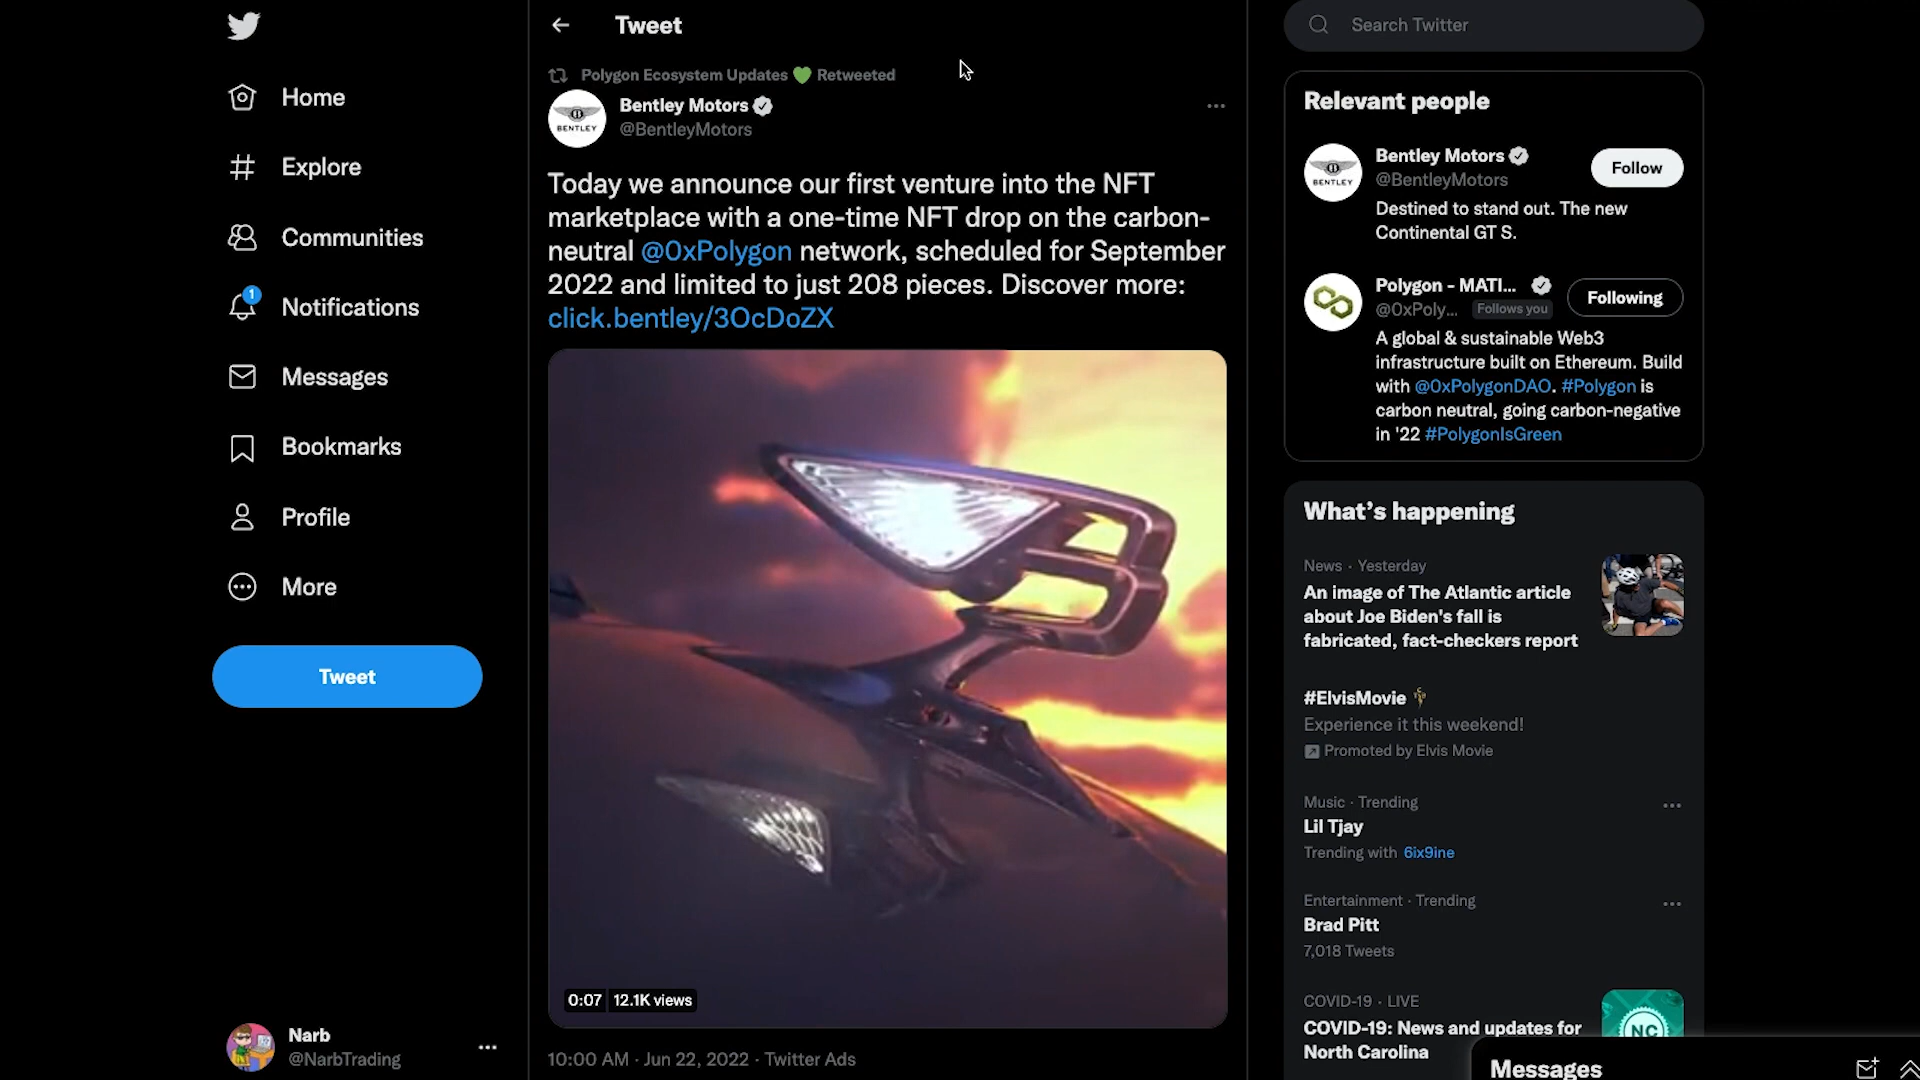 Home
Explore
Communities
1
Notifications
Messages
Bookmarks
Profile
More
Tweet
Narb
@NarbTrading
Tweet
Polygon Ecosystem Updates 💚 Retweeted
BENTLEY
Bentley Motors
@BentleyMotors
Today we announce our first venture into the NFT
marketplace with a one-time NFT drop on the carbon-
neutral @0xPolygon network, scheduled for September
2022 and limited to just 208 pieces. Discover more:
click.bentley/3OcDoZX
0:07 12.1K views
10:00 AM · Jun 22, 2022 · Twitter Ads
Search Twitter
Relevant people
BENTLEY
Bentley Motors
@BentleyMotors
Follow
Destined to stand out. The new
Continental GT S.
Polygon - MATI...
@0xPoly... Follows you
Following
A global & sustainable Web3
infrastructure built on Ethereum. Build
with @0xPolygonDAO. #Polygon is
carbon neutral, going carbon-negative
in '22 #PolygonIsGreen
What's happening
News · Yesterday
An image of The Atlantic article
about Joe Biden's fall is
fabricated, fact-checkers report
#ElvisMovie
Experience it this weekend!
Promoted by Elvis Movie
Music · Trending
Lil Tjay
Trending with 6ix9ine
Entertainment · Trending
Brad Pitt
7,018 Tweets
COVID-19 · LIVE
COVID-19: News and updates for
North Carolina
NC
Messages